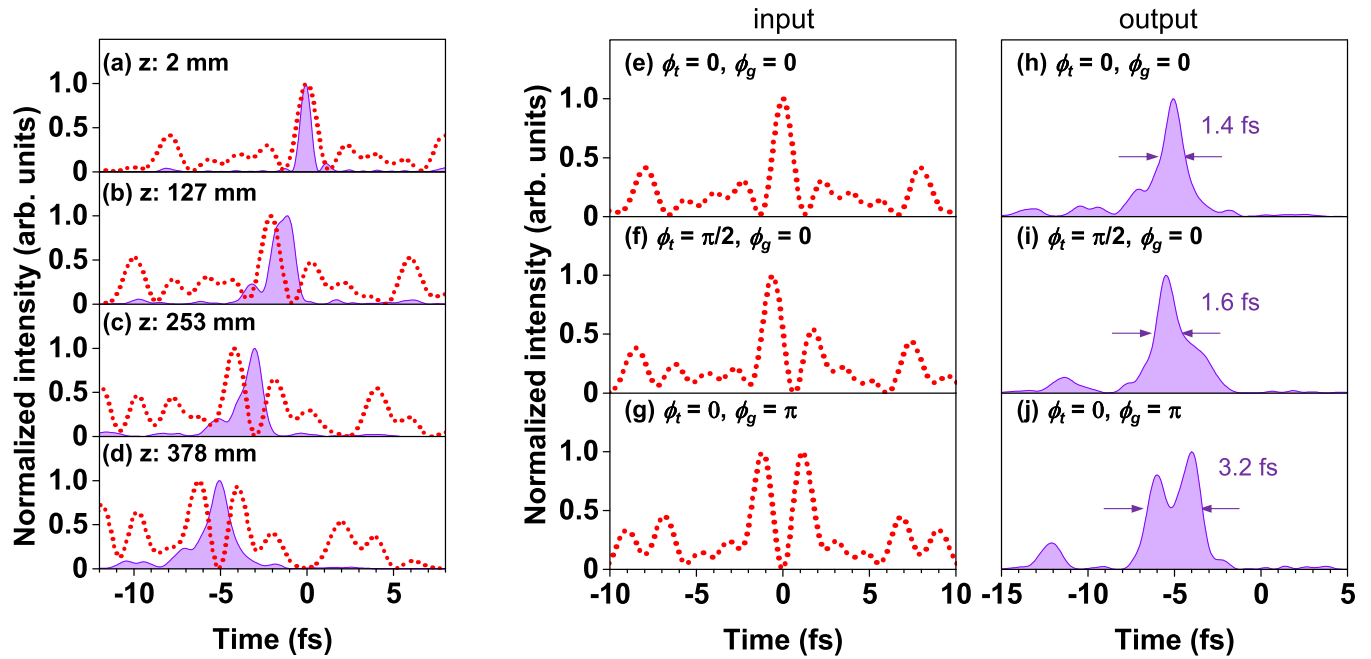 input
output
(a) z: 2 mm
1.0
0.5
0
(b) z: 127 mm
1.0
0.5
0
(c) z: 253 mm
1.0
0.5
0
(d) z: 378 mm
1.0
0.5
0
-10 -5 0 5
Time (fs)
Normalized intensity (arb. units)
(e) ϕt = 0, ϕg = 0
1.0
0.5
0
(f) ϕt = π/2, ϕg = 0
1.0
0.5
0
(g) ϕt = 0, ϕg = π
1.0
0.5
0
-10 -5 0 5 10
Time (fs)
Normalized intensity (arb. units)
(h) ϕt = 0, ϕg = 0
1.4 fs
(i) ϕt = π/2, ϕg = 0
1.6 fs
(j) ϕt = 0, ϕg = π
3.2 fs
-15 -10 -5 0 5
Time (fs)